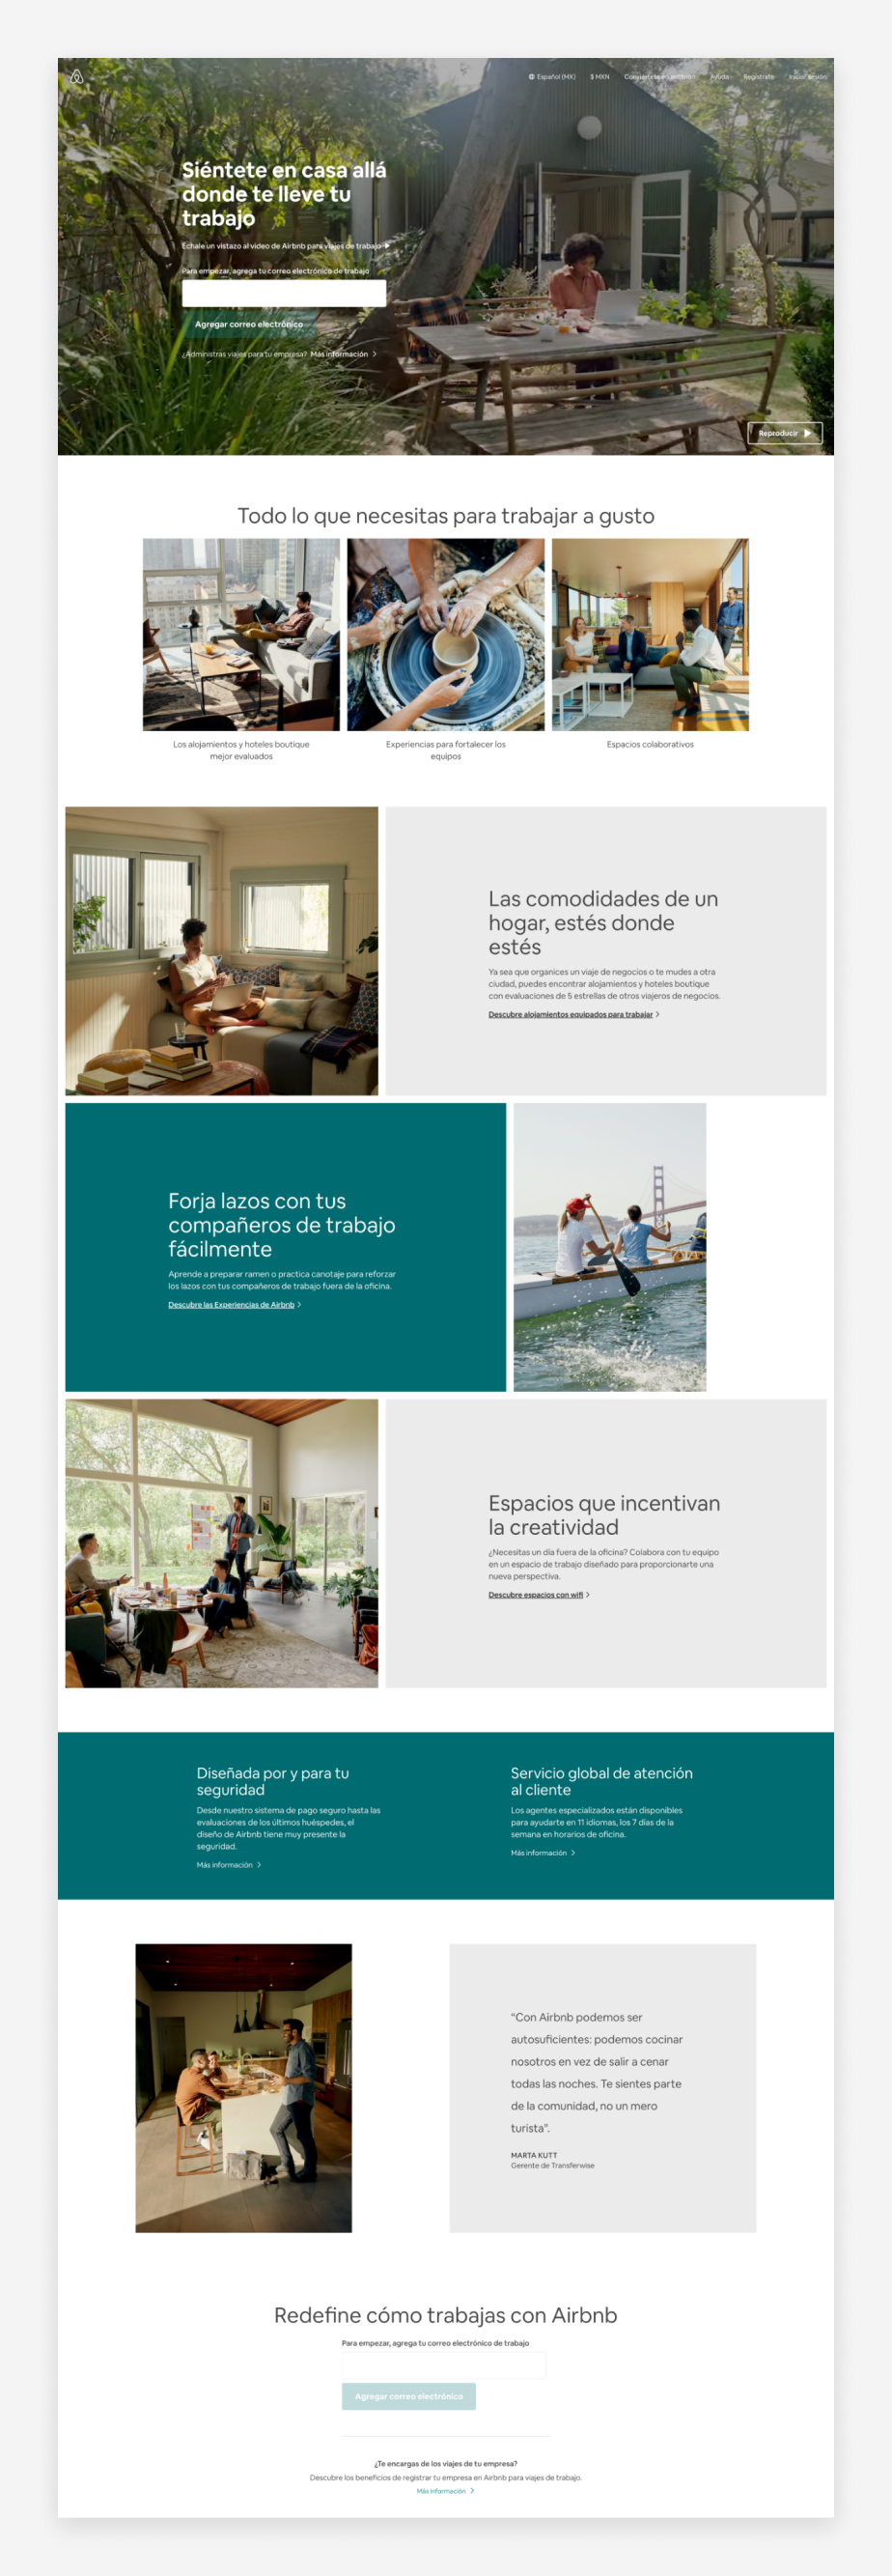 Español (MX)
$ MXN
Conviértete en anfitrión
Ayuda
Regístrate
Iniciar sesión
Siéntete en casa allá
donde te lleve tu
trabajo
Échale un vistazo al video de Airbnb para viajes de trabajo
Para empezar, agrega tu correo electrónico de trabajo
Agregar correo electrónico
¿Administras viajes para tu empresa? Más información
Reproducir
Todo lo que necesitas para trabajar a gusto
Los alojamientos y hoteles boutique
mejor evaluados
Experiencias para fortalecer los
equipos
Espacios colaborativos
Las comodidades de un
hogar, estés donde
estés
Ya sea que organices un viaje de negocios o te mudes a otra
ciudad, puedes encontrar alojamientos y hoteles boutique
con evaluaciones de 5 estrellas de otros viajeros de negocios.
Descubre alojamientos equipados para trabajar
Forja lazos con tus
compañeros de trabajo
fácilmente
Aprende a preparar ramen o practica canotaje para reforzar
los lazos con tus compañeros de trabajo fuera de la oficina.
Descubre las Experiencias de Airbnb
Espacios que incentivan
la creatividad
¿Necesitas un día fuera de la oficina? Colabora con tu equipo
en un espacio de trabajo diseñado para proporcionarte una
nueva perspectiva.
Descubre espacios con wifi
Diseñada por y para tu
seguridad
Desde nuestro sistema de pago seguro hasta las
evaluaciones de los últimos huéspedes, el
diseño de Airbnb tiene muy presente la
seguridad.
Más información
Servicio global de atención
al cliente
Los agentes especializados están disponibles
para ayudarte en 11 idiomas, los 7 días de la
semana en horarios de oficina.
Más información
“Con Airbnb podemos ser
autosuficientes: podemos cocinar
nosotros en vez de salir a cenar
todas las noches. Te sientes parte
de la comunidad, no un mero
turista”.
MARTA KUTT
Gerente de Transferwise
Redefine cómo trabajas con Airbnb
Para empezar, agrega tu correo electrónico de trabajo
Agregar correo electrónico
¿Te encargas de los viajes de tu empresa?
Descubre los beneficios de registrar tu empresa en Airbnb para viajes de trabajo.
Más información